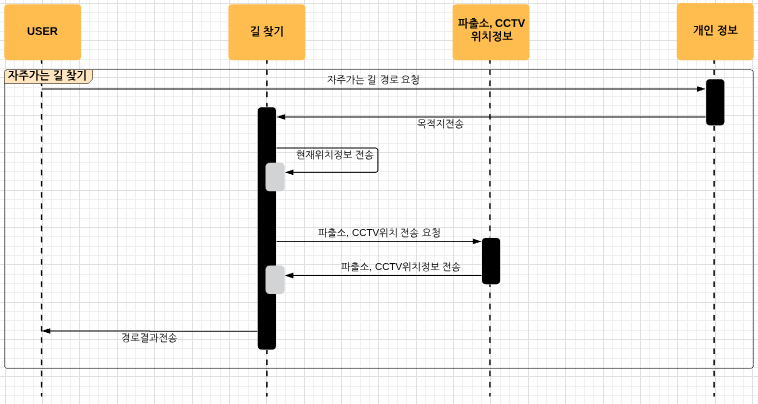 USER
길 찾기
파출소, CCTV
위치정보
개인 정보
자주가는 길 찾기
자주가는 길 경로 요청
목적지전송
현재위치정보 전송
파출소, CCTV위치 전송 요청
파출소, CCTV위치정보 전송
경로결과전송